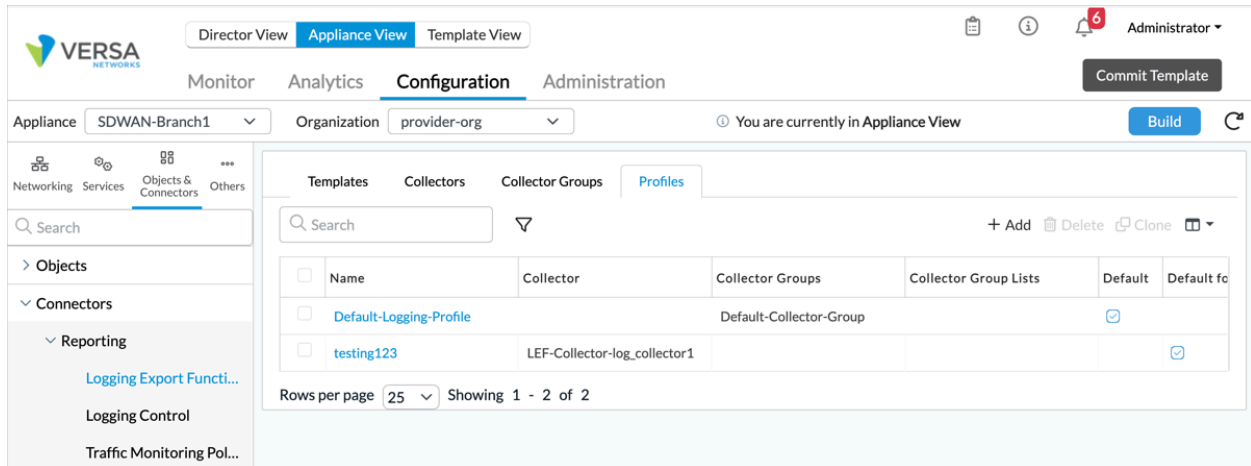 VERSA
NETWORKS
Director View Appliance View Template View
6
Administrator
Monitor Analytics Configuration Administration
Commit Template
Appliance SDWAN-Branch1 Organization provider-org You are currently in Appliance View Build
Networking Services Objects & Connectors Others
Search
Objects
Connectors
Reporting
Logging Export Functi...
Logging Control
Traffic Monitoring Pol...
Templates Collectors Collector Groups Profiles
Search + Add Delete Clone
Name Collector Collector Groups Collector Group Lists Default Default fo
Default-Logging-Profile Default-Collector-Group
testing123 LEF-Collector-log_collector1
Rows per page 25 Showing 1 - 2 of 2